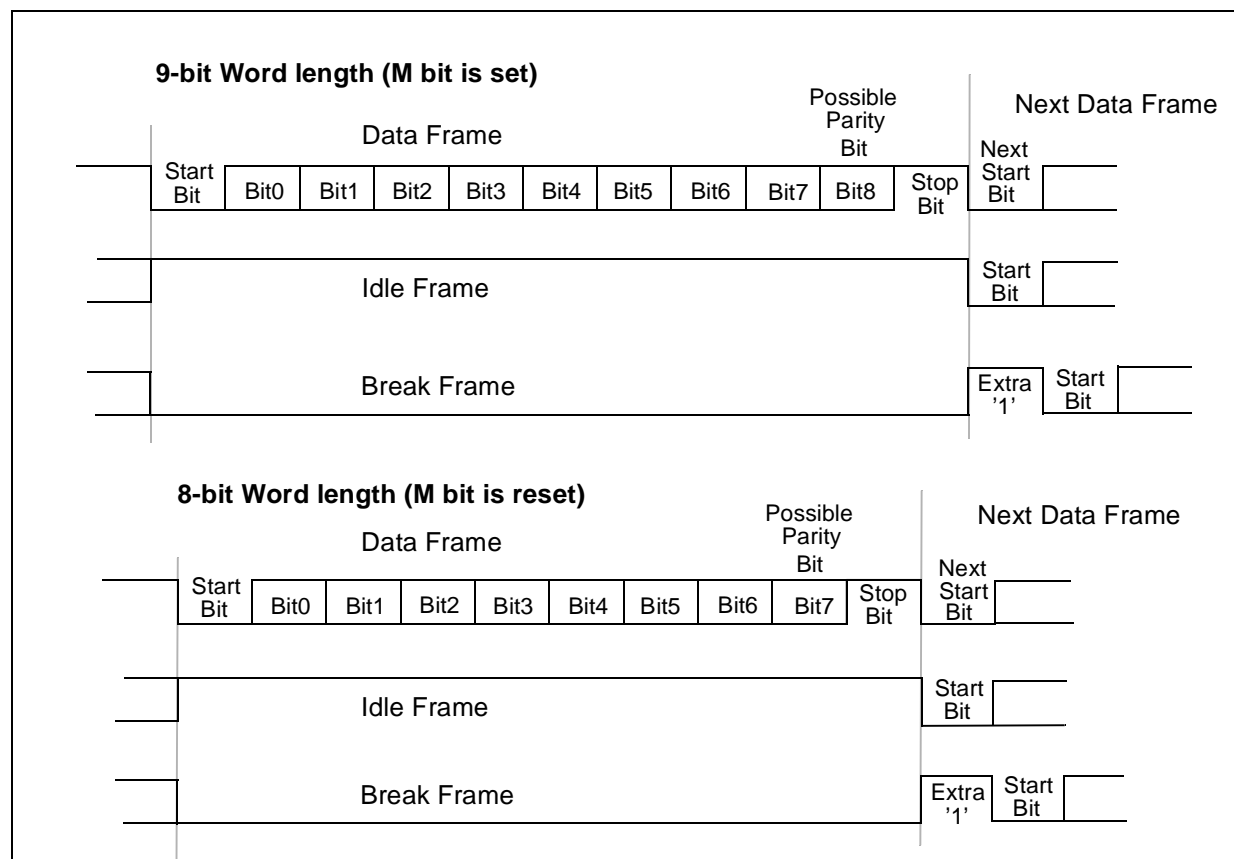 9-bit Word length (M bit is set)
Possible
Parity
Bit
Next Data Frame
Data Frame
Start
Bit
Bit0
Bit1
Bit2
Bit3
Bit4
Bit5
Bit6
Bit7
Bit8
Stop
Bit
Next
Start
Bit
Idle Frame
Start
Bit
Break Frame
Extra
’1’
Start
Bit
8-bit Word length (M bit is reset)
Possible
Parity
Bit
Next Data Frame
Data Frame
Start
Bit
Bit0
Bit1
Bit2
Bit3
Bit4
Bit5
Bit6
Bit7
Stop
Bit
Next
Start
Bit
Idle Frame
Start
Bit
Break Frame
Extra
’1’
Start
Bit